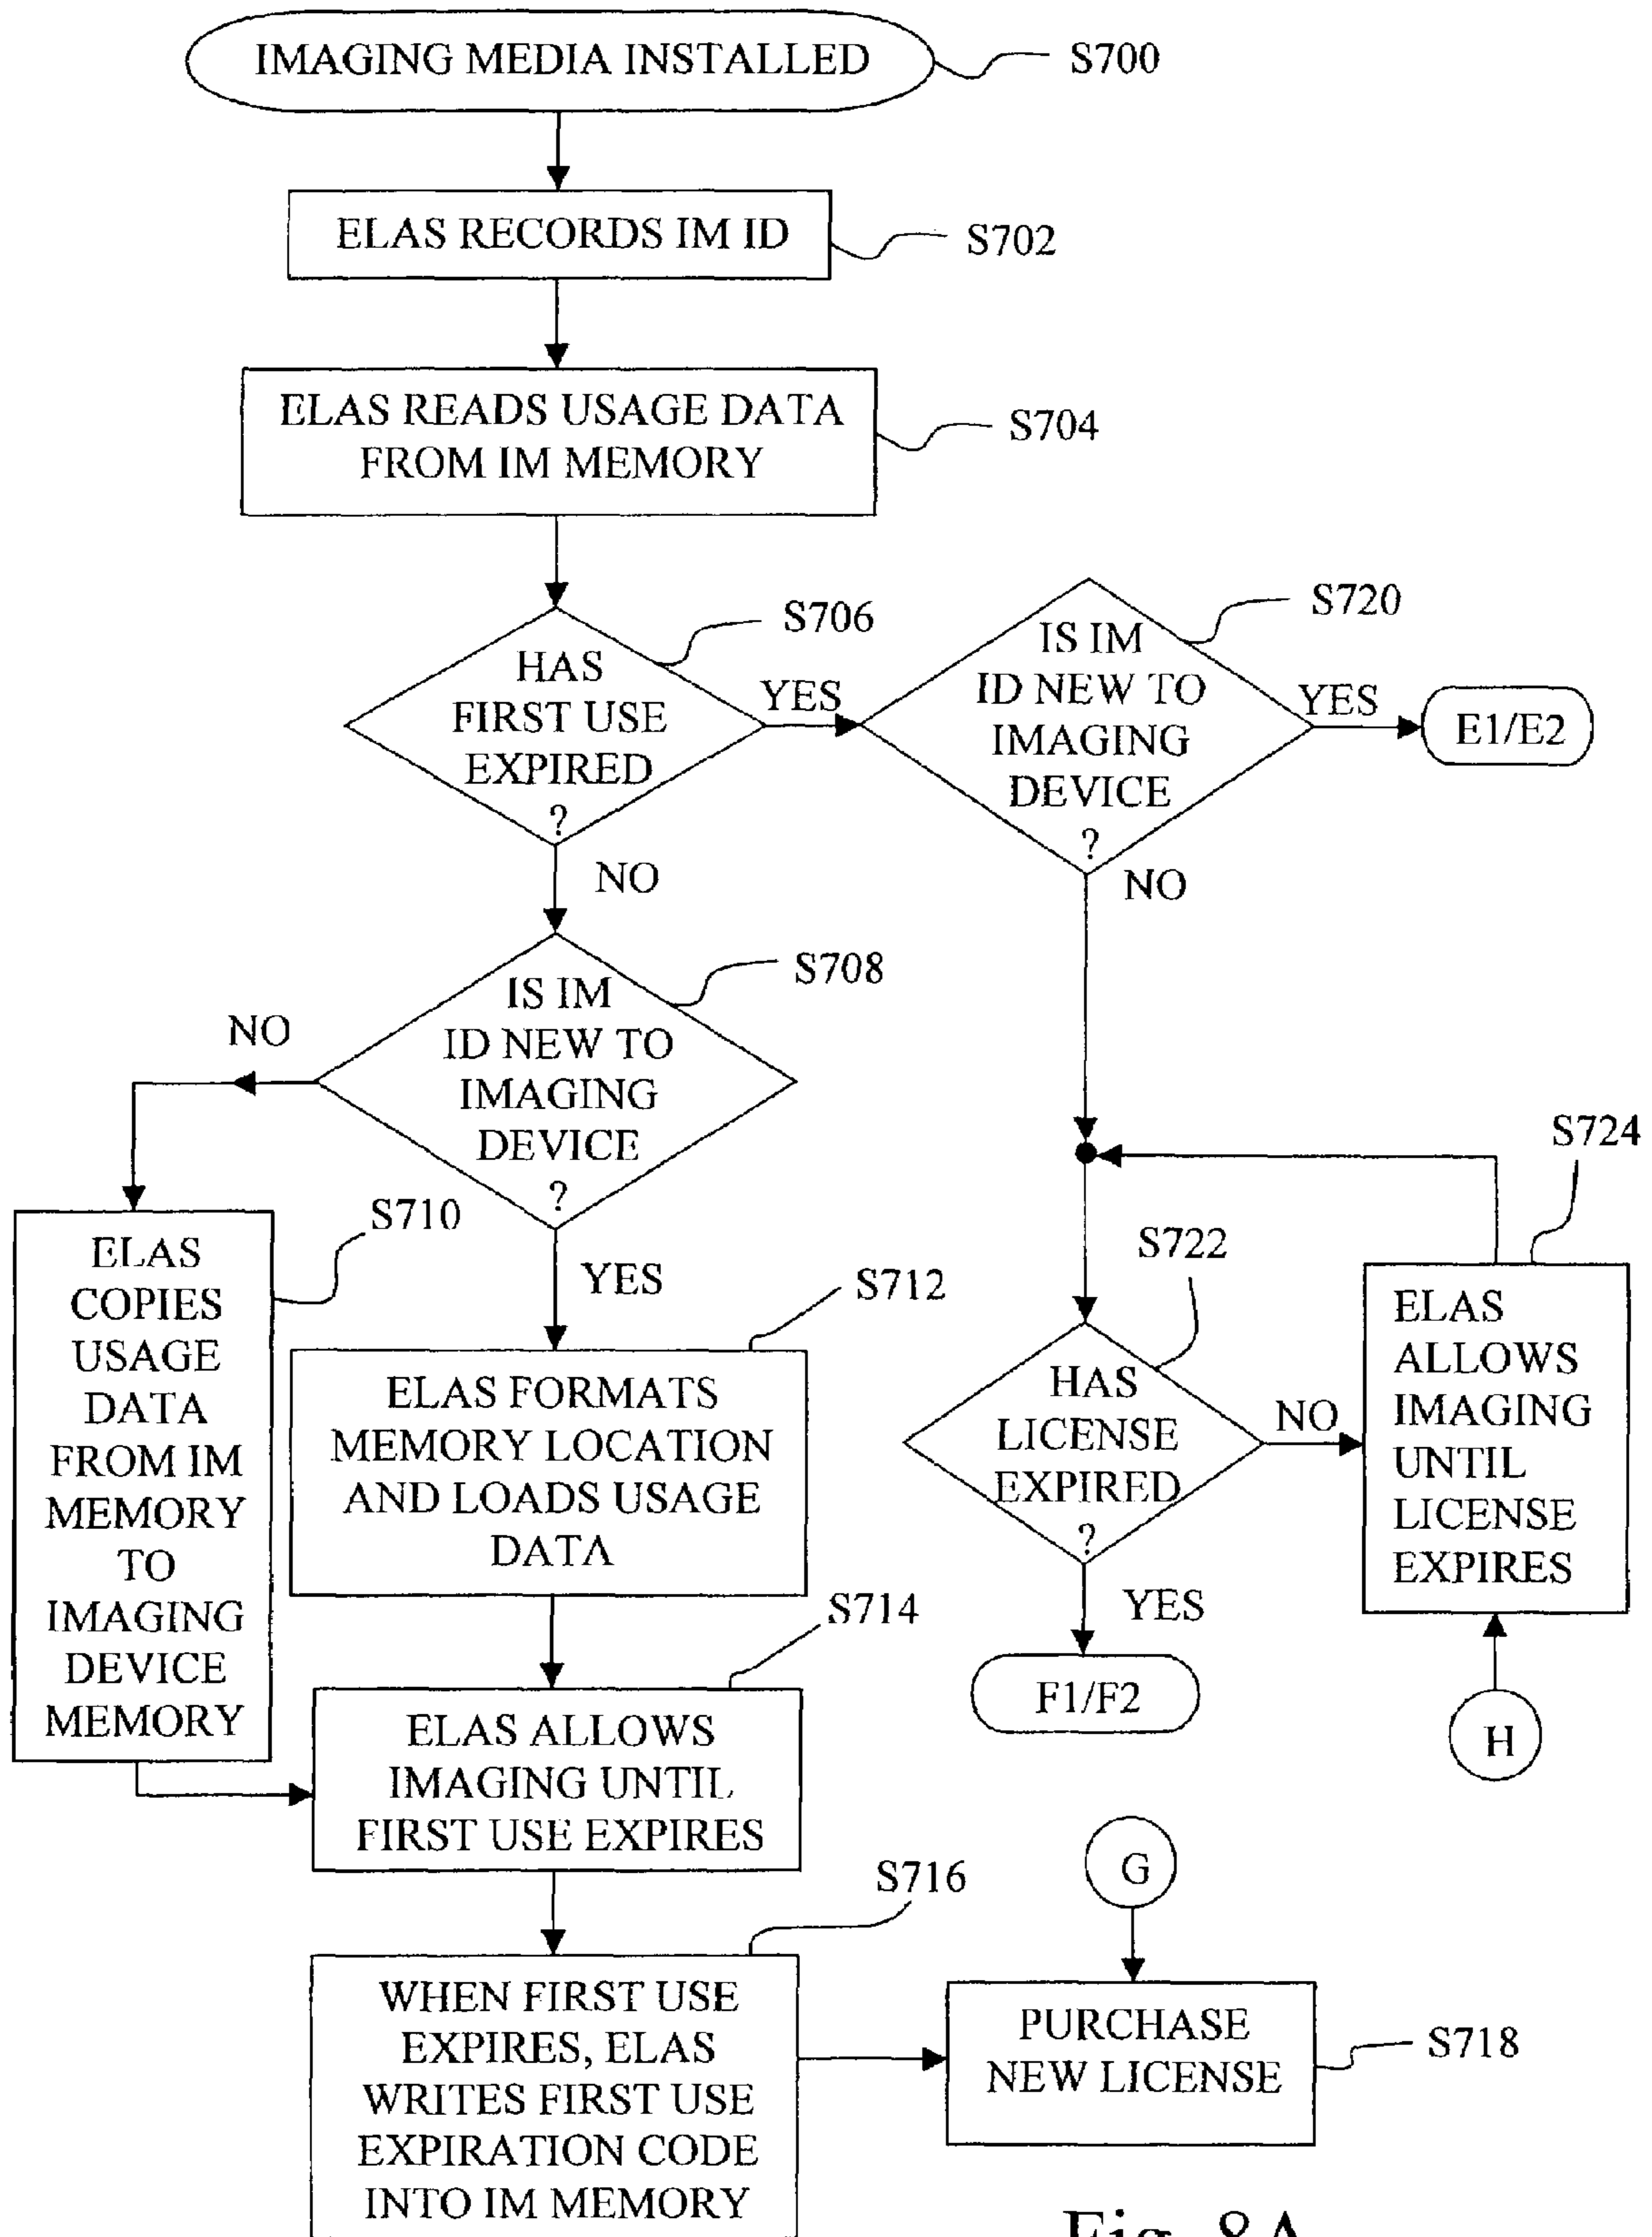 IMAGING MEDIA INSTALLED
S700
ELAS RECORDS IM ID
S702
ELAS READS USAGE DATA
FROM IM MEMORY
S704
HAS
FIRST USE
EXPIRED
?
S706
YES
NO
IS IM
ID NEW TO
IMAGING
DEVICE
?
S720
YES
E1/E2
NO
IS IM
ID NEW TO
IMAGING
DEVICE
?
S708
NO
YES
ELAS
COPIES
USAGE
DATA
FROM IM
MEMORY
TO
IMAGING
DEVICE
MEMORY
S710
ELAS FORMATS
MEMORY LOCATION
AND LOADS USAGE
DATA
S712
HAS
LICENSE
EXPIRED
?
S722
NO
YES
F1/F2
ELAS
ALLOWS
IMAGING
UNTIL
LICENSE
EXPIRES
S724
H
ELAS ALLOWS
IMAGING UNTIL
FIRST USE EXPIRES
S714
WHEN FIRST USE
EXPIRES, ELAS
WRITES FIRST USE
EXPIRATION CODE
INTO IM MEMORY
S716
G
PURCHASE
NEW LICENSE
S718
Fig. 8A